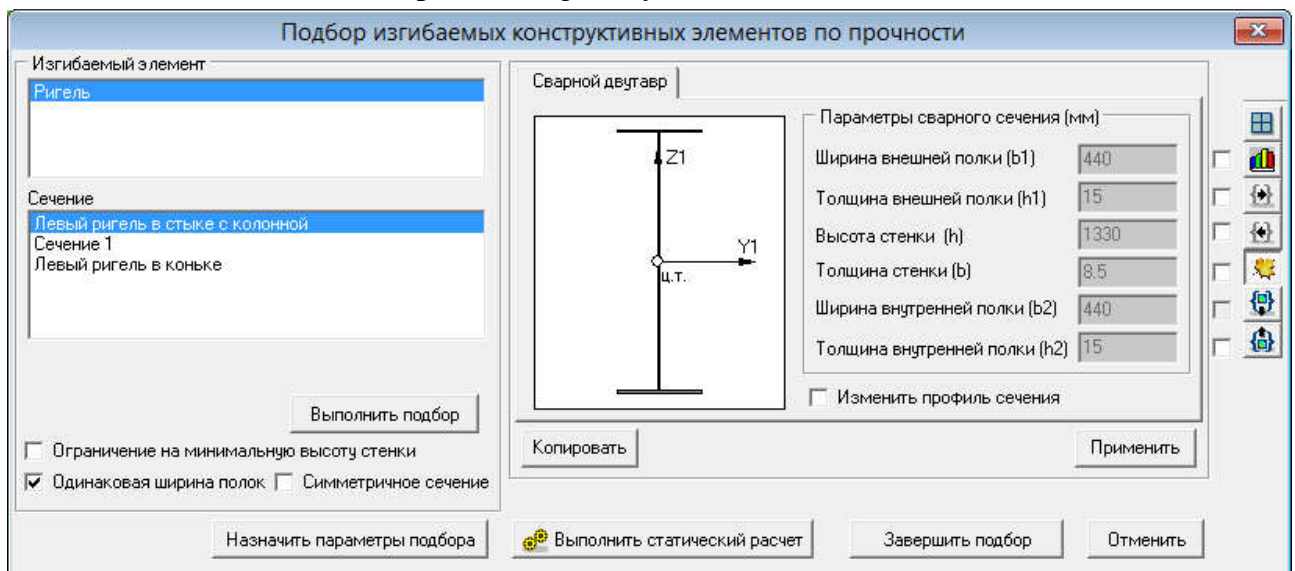 Подбор изгибаемых конструктивных элементов по прочности
Изгибаемый элемент
Ригель
Сечение
Левый ригель в стыке с колонной
Сечение 1
Левый ригель в коньке
Выполнить подбор
Ограничение на минимальную высоту стенки
Одинаковая ширина полок
Симметричное сечение
Сварной двутавр
Z1
Y1
ц.т.
Параметры сварного сечения (мм)
Ширина внешней полки (b1) 440
Толщина внешней полки (h1) 15
Высота стенки (h) 1330
Толщина стенки (b) 8.5
Ширина внутренней полки (b2) 440
Толщина внутренней полки (h2) 15
Изменить профиль сечения
Копировать
Применить
Назначить параметры подбора
Выполнить статический расчет
Завершить подбор
Отменить